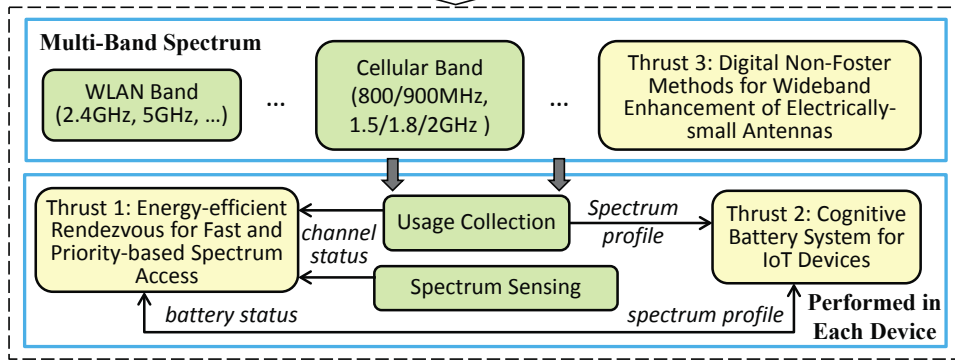 Multi-Band Spectrum
WLAN Band
(2.4GHz, 5GHz, ...)
...
Cellular Band
(800/900MHz,
1.5/1.8/2GHz )
...
Thrust 3: Digital Non-Foster
Methods for Wideband
Enhancement of Electrically-
small Antennas
Thrust 1: Energy-efficient
Rendezvous for Fast and
Priority-based Spectrum
Access
channel
status
Usage Collection
Spectrum
profile
Thrust 2: Cognitive
Battery System for
IoT Devices
Spectrum Sensing
battery status
spectrum profile
Performed in
Each Device